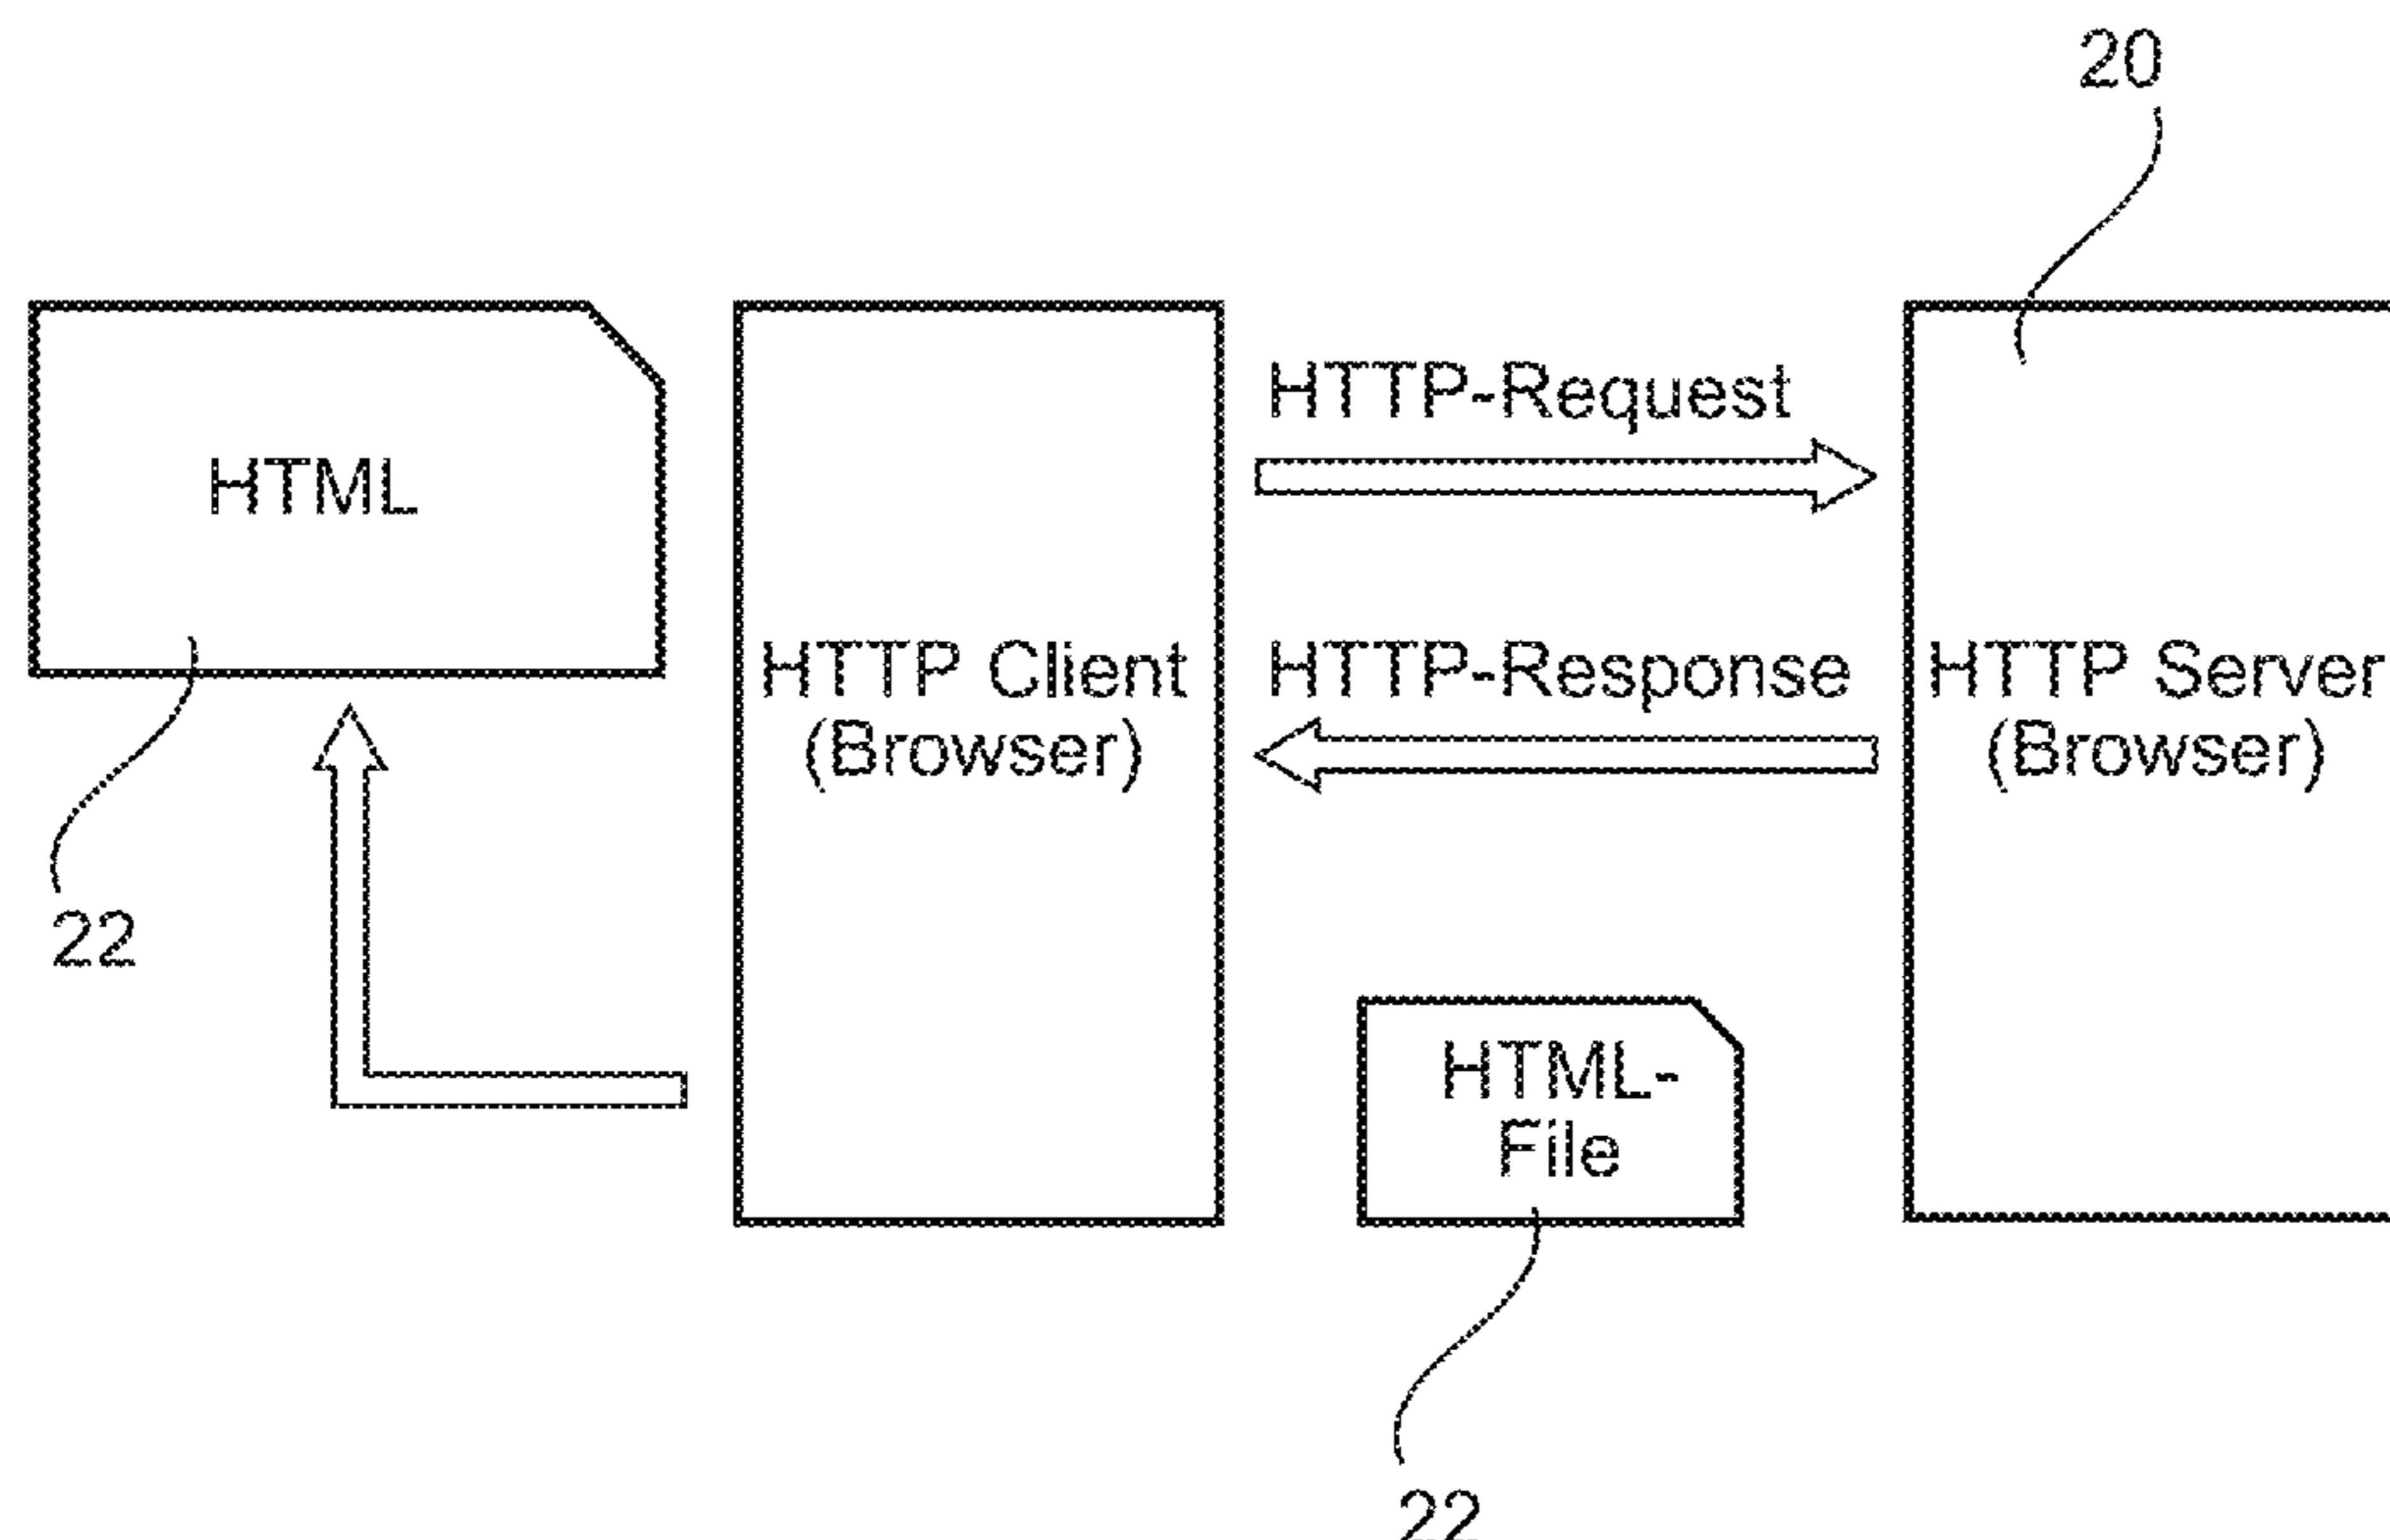 20
HTML
HTTP-Request
HTTP Client
(Browser)
HTTP-Response
HTTP Server
(Browser)
22
HTML-
File
22